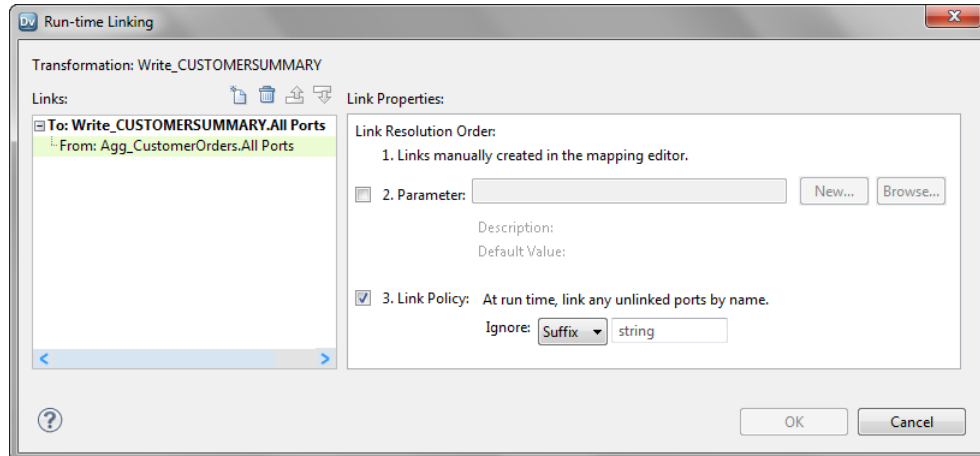 Dv Run-time Linking
Transformation: Write_CUSTOMERSUMMARY
Links:
Link Properties:
To: Write_CUSTOMERSUMMARY.All Ports
From: Agg_CustomerOrders.All Ports
Link Resolution Order:
1. Links manually created in the mapping editor.
2. Parameter: New... Browse...
Description:
Default Value:
3. Link Policy: At run time, link any unlinked ports by name.
Ignore: Suffix string
? OK Cancel